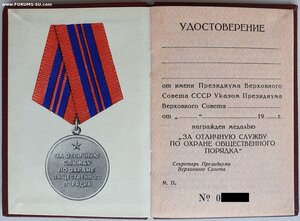 www.FORUMS-SU.com
ЗА ОТЛИЧНУЮ
СЛУЖБУ
ПО ОХРАНЕ
ОБЩЕСТВЕННОГО
ПОРЯДКА
УДОСТОВЕРЕНИЕ
от имени Президиума Верховного
Совета СССР Указом Президиума
Верховного Совета
от „ “ 19 г.
награжден медалью
"ЗА ОТЛИЧНУЮ СЛУЖБУ
ПО ОХРАНЕ ОБЩЕСТВЕННОГО
ПОРЯДКА"
Секретарь Президиума
Верховного Совета
М. П.
№ 0